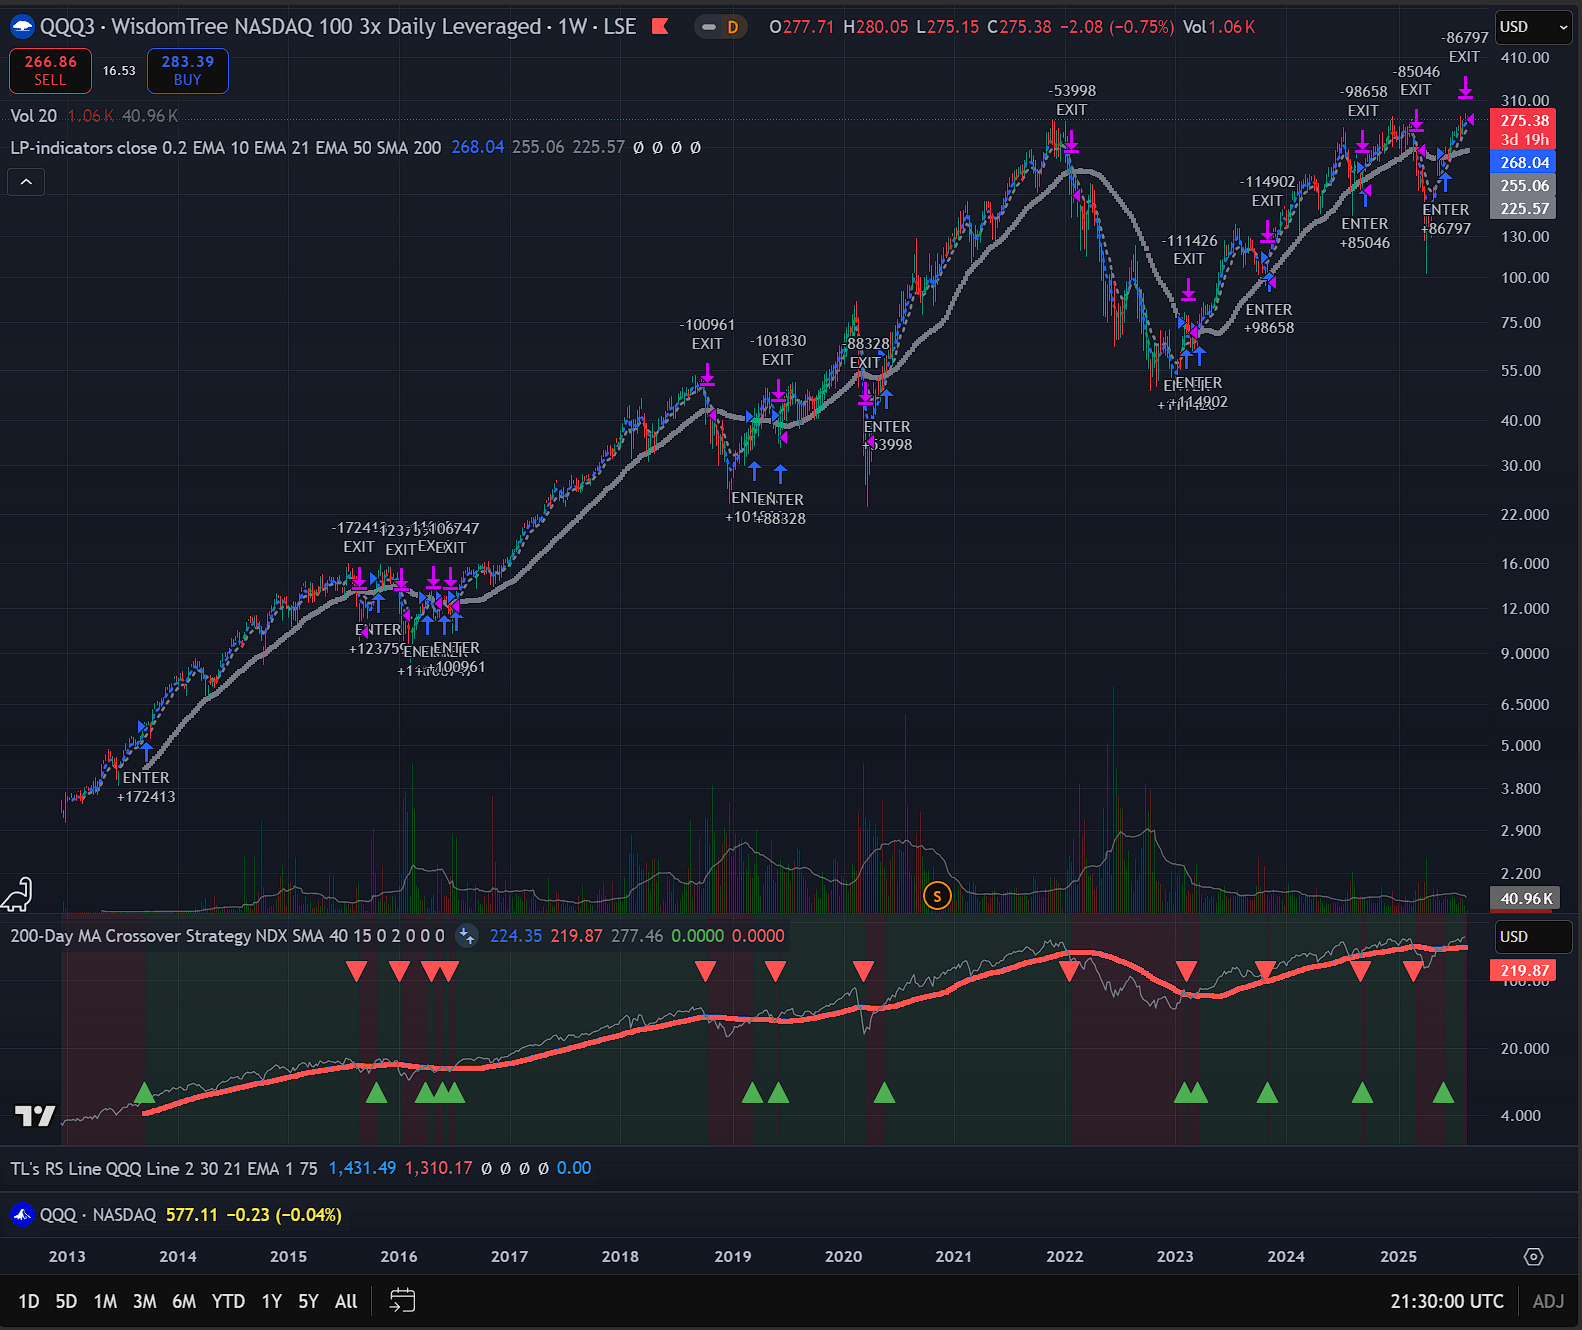 QQQ3 · WisdomTree NASDAQ 100 3x Daily Leveraged · 1W · LSE D O277.71 H280.05 L275.15 C275.38 −2.08 (−0.75%) Vol1.06 K
USD
266.86 SELL 16.53 283.39 BUY
Vol 20 1.06 K 40.96 K
LP-indicators close 0.2 EMA 10 EMA 21 EMA 50 SMA 200 268.04 255.06 225.57 Ø Ø Ø Ø
-86797
EXIT
-85046
EXIT
-98658
EXIT
-53998
EXIT
-114902
EXIT
-111426
EXIT
-100961
EXIT
-101830
EXIT
-88328
EXIT
-172413
EXIT
EXIT
EXIT
ENTER
+86797
ENTER
+85046
ENTER
+98658
ENTER
+114902
ENTER
+53998
ENTER
+88328
ENTER
+123759
ENTER
+100961
ENTER
+172413
410.00
310.00
275.38
3d 19h
268.04
255.06
225.57
130.00
100.00
75.00
55.00
40.00
30.00
22.000
16.000
12.000
9.0000
6.5000
5.000
3.800
2.900
2.200
40.96 K
S
200-Day MA Crossover Strategy NDX SMA 40 15 0 2 0 0 0 224.35 219.87 277.46 0.0000 0.0000
USD
219.87
20.000
4.000
TL's RS Line QQQ Line 2 30 21 EMA 1 75 1,431.49 1,310.17 Ø Ø Ø Ø 0.00
QQQ · NASDAQ 577.11 −0.23 (−0.04%)
2013 2014 2015 2016 2017 2018 2019 2020 2021 2022 2023 2024 2025
1D 5D 1M 3M 6M YTD 1Y 5Y All 21:30:00 UTC ADJ